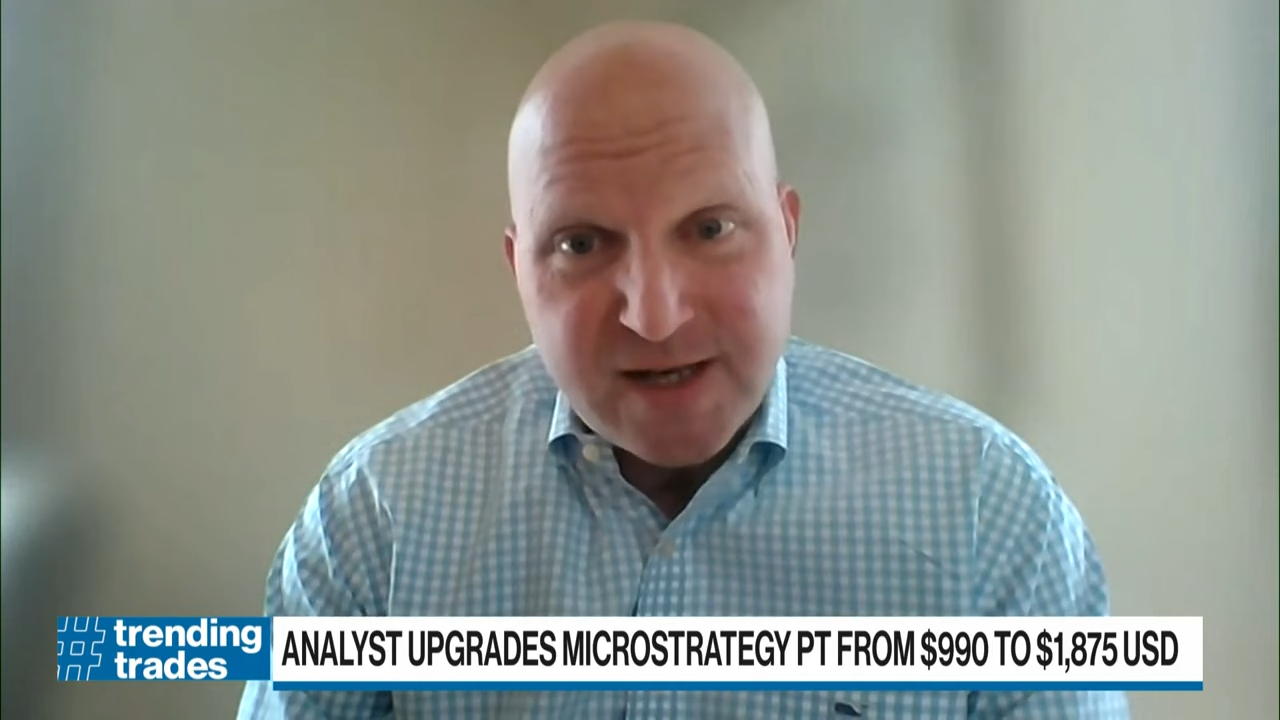 # trending
trades
ANALYST UPGRADES MICROSTRATEGY PT FROM $990 TO $1,875 USD